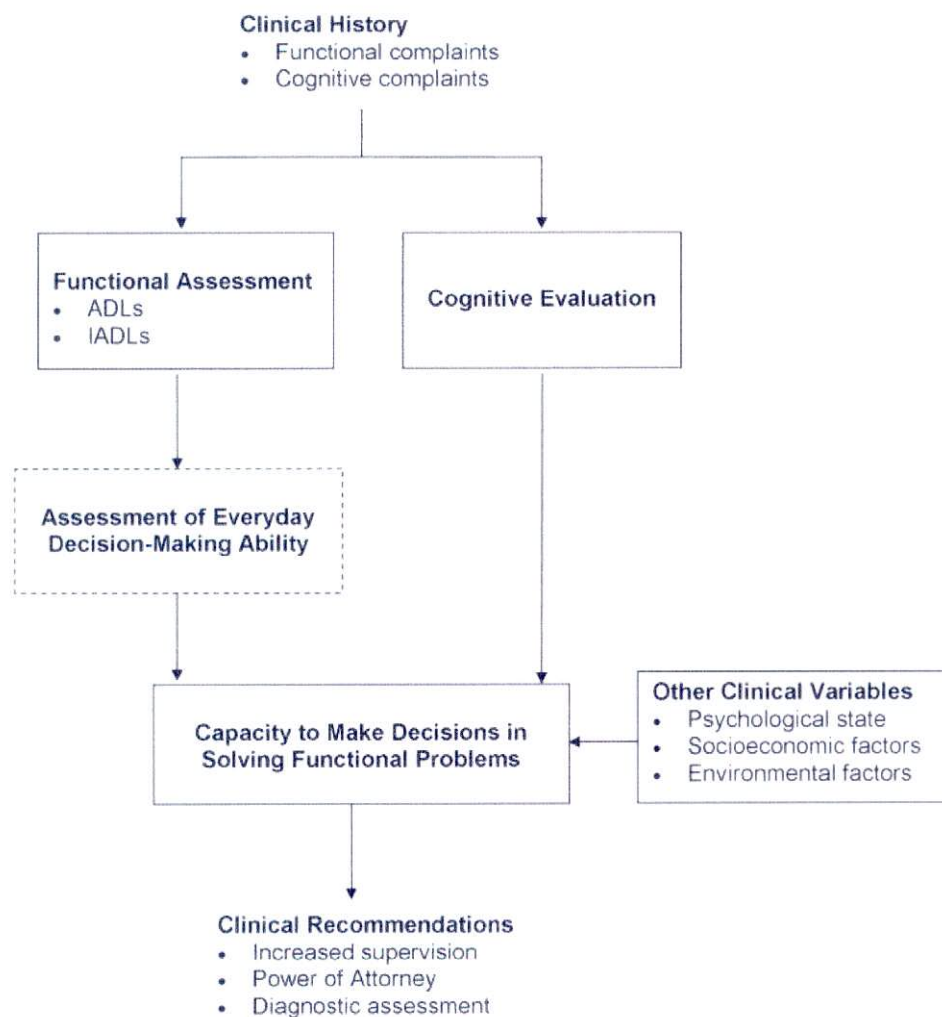 Clinical History
• Functional complaints
• Cognitive complaints
Functional Assessment
• ADLs
• IADLs
Cognitive Evaluation
Assessment of Everyday
Decision-Making Ability
Capacity to Make Decisions in
Solving Functional Problems
Other Clinical Variables
• Psychological state
• Socioeconomic factors
• Environmental factors
Clinical Recommendations
• Increased supervision
• Power of Attorney
• Diagnostic assessment